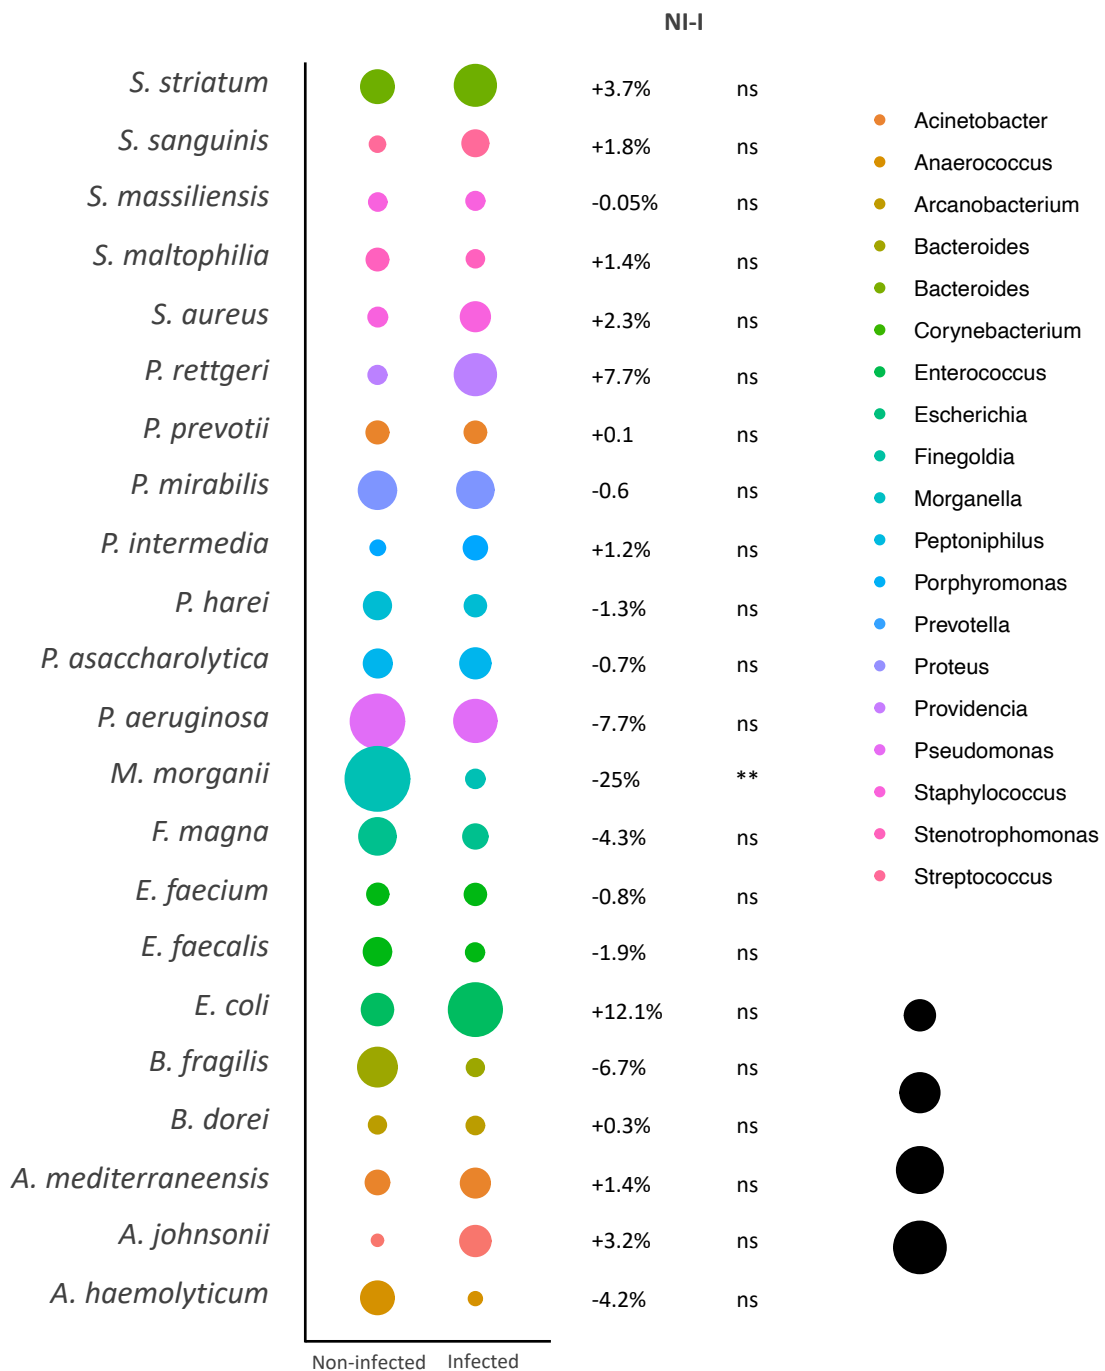 NI-I
S. striatum +3.7% ns
S. sanguinis +1.8% ns
S. massiliensis -0.05% ns
S. maltophilia +1.4% ns
S. aureus +2.3% ns
P. rettgeri +7.7% ns
P. prevotii +0.1 ns
P. mirabilis -0.6 ns
P. intermedia +1.2% ns
P. harei -1.3% ns
P. asaccharolytica -0.7% ns
P. aeruginosa -7.7% ns
M. morganii -25% **
F. magna -4.3% ns
E. faecium -0.8% ns
E. faecalis -1.9% ns
E. coli +12.1% ns
B. fragilis -6.7% ns
B. dorei +0.3% ns
A. mediterraneensis +1.4% ns
A. johnsonii +3.2% ns
A. haemolyticum -4.2% ns
Non-infected Infected
Acinetobacter
Anaerococcus
Arcanobacterium
Bacteroides
Bacteroides
Corynebacterium
Enterococcus
Escherichia
Finegoldia
Morganella
Peptoniphilus
Porphyromonas
Prevotella
Proteus
Providencia
Pseudomonas
Staphylococcus
Stenotrophomonas
Streptococcus